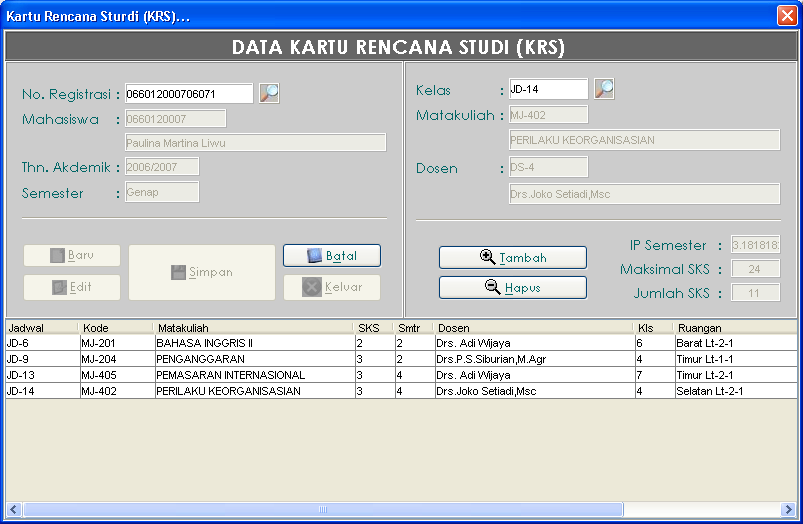 Kartu Rencana Sturdi (KRS)...
DATA KARTU RENCANA STUDI (KRS)
No. Registrasi : 066012000706071
Mahasiswa : 0660120007
Paulina Martina Liwu
Thn. Akdemik : 2006/2007
Semester : Genap
Kelas : JD-14
Matakuliah : MJ-402
PERILAKU KEORGANISASIAN
Dosen : DS-4
Drs.Joko Setiadi,Msc
Baru
Simpan
Batal
Edit
Keluar
Tambah
Hapus
IP Semester : 3.181818
Maksimal SKS : 24
Jumlah SKS : 11
Jadwal Kode Matakuliah SKS Smtr Dosen Kls Ruangan
JD-6 MJ-201 BAHASA INGGRIS II 2 2 Drs. Adi Wijaya 6 Barat Lt-2-1
JD-9 MJ-204 PENGANGGARAN 3 2 Drs.P.S.Siburian,M.Agr 4 Timur Lt-1-1
JD-13 MJ-405 PEMASARAN INTERNASIONAL 3 4 Drs. Adi Wijaya 7 Timur Lt-2-1
JD-14 MJ-402 PERILAKU KEORGANISASIAN 3 4 Drs.Joko Setiadi,Msc 4 Selatan Lt-2-1